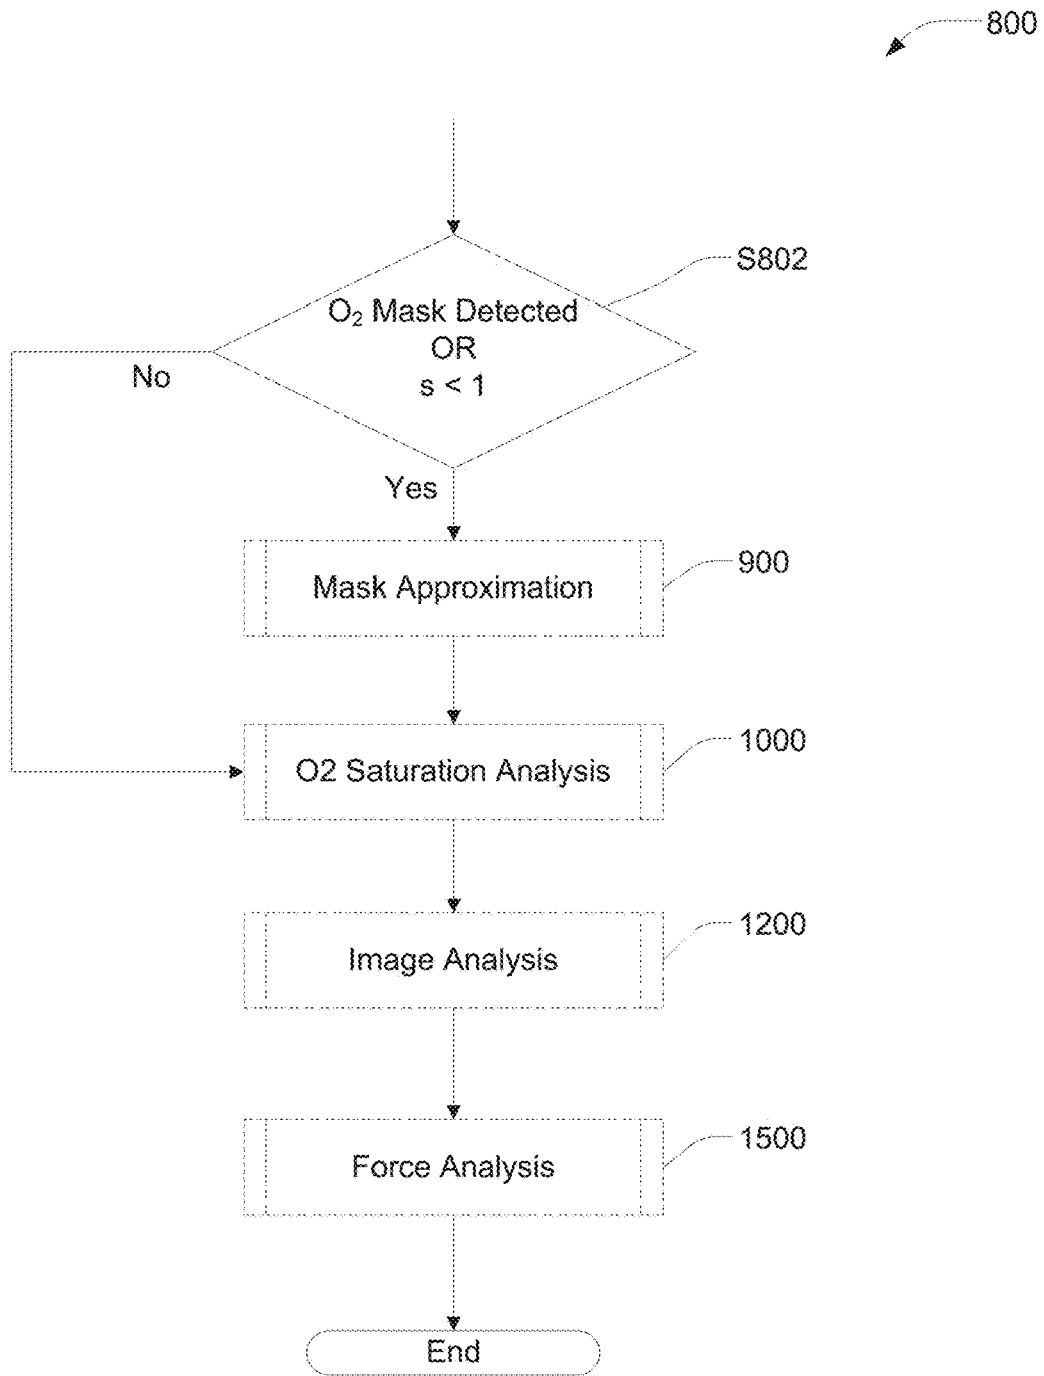 800
S802
O₂ Mask Detected
OR
s < 1
No
Yes
900
Mask Approximation
1000
O2 Saturation Analysis
1200
Image Analysis
1500
Force Analysis
End